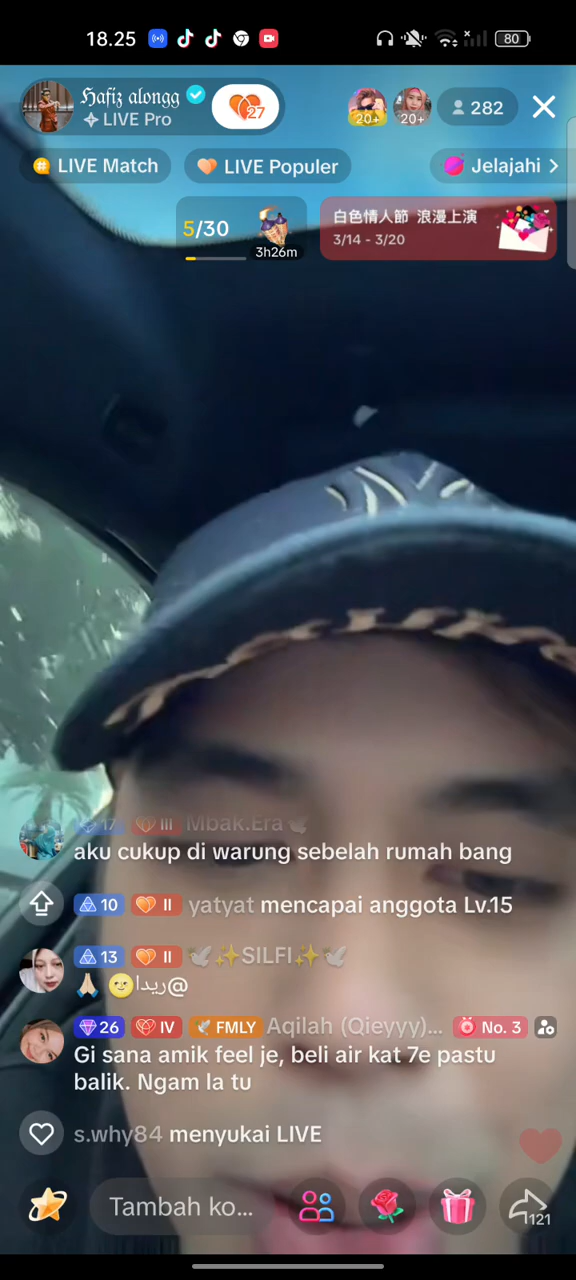 18.25
80
ℌafiz alongg
LIVE Pro
27
20+
20+
282
LIVE Match
LIVE Populer
Jelajahi
5/30
3h26m
白色情人節 浪漫上演
3/14 - 3/20
17 III Mbak.Era🕊
aku cukup di warung sebelah rumah bang
10 II yatyat mencapai anggota Lv.15
13 II 🕊✨SILFI✨🕊
🙏🏻 🌝ريدا@
26 IV FMLY Aqilah (Qieyyy)... No. 3
Gi sana amik feel je, beli air kat 7e pastu
balik. Ngam la tu
s.why84 menyukai LIVE
Tambah ko...
121